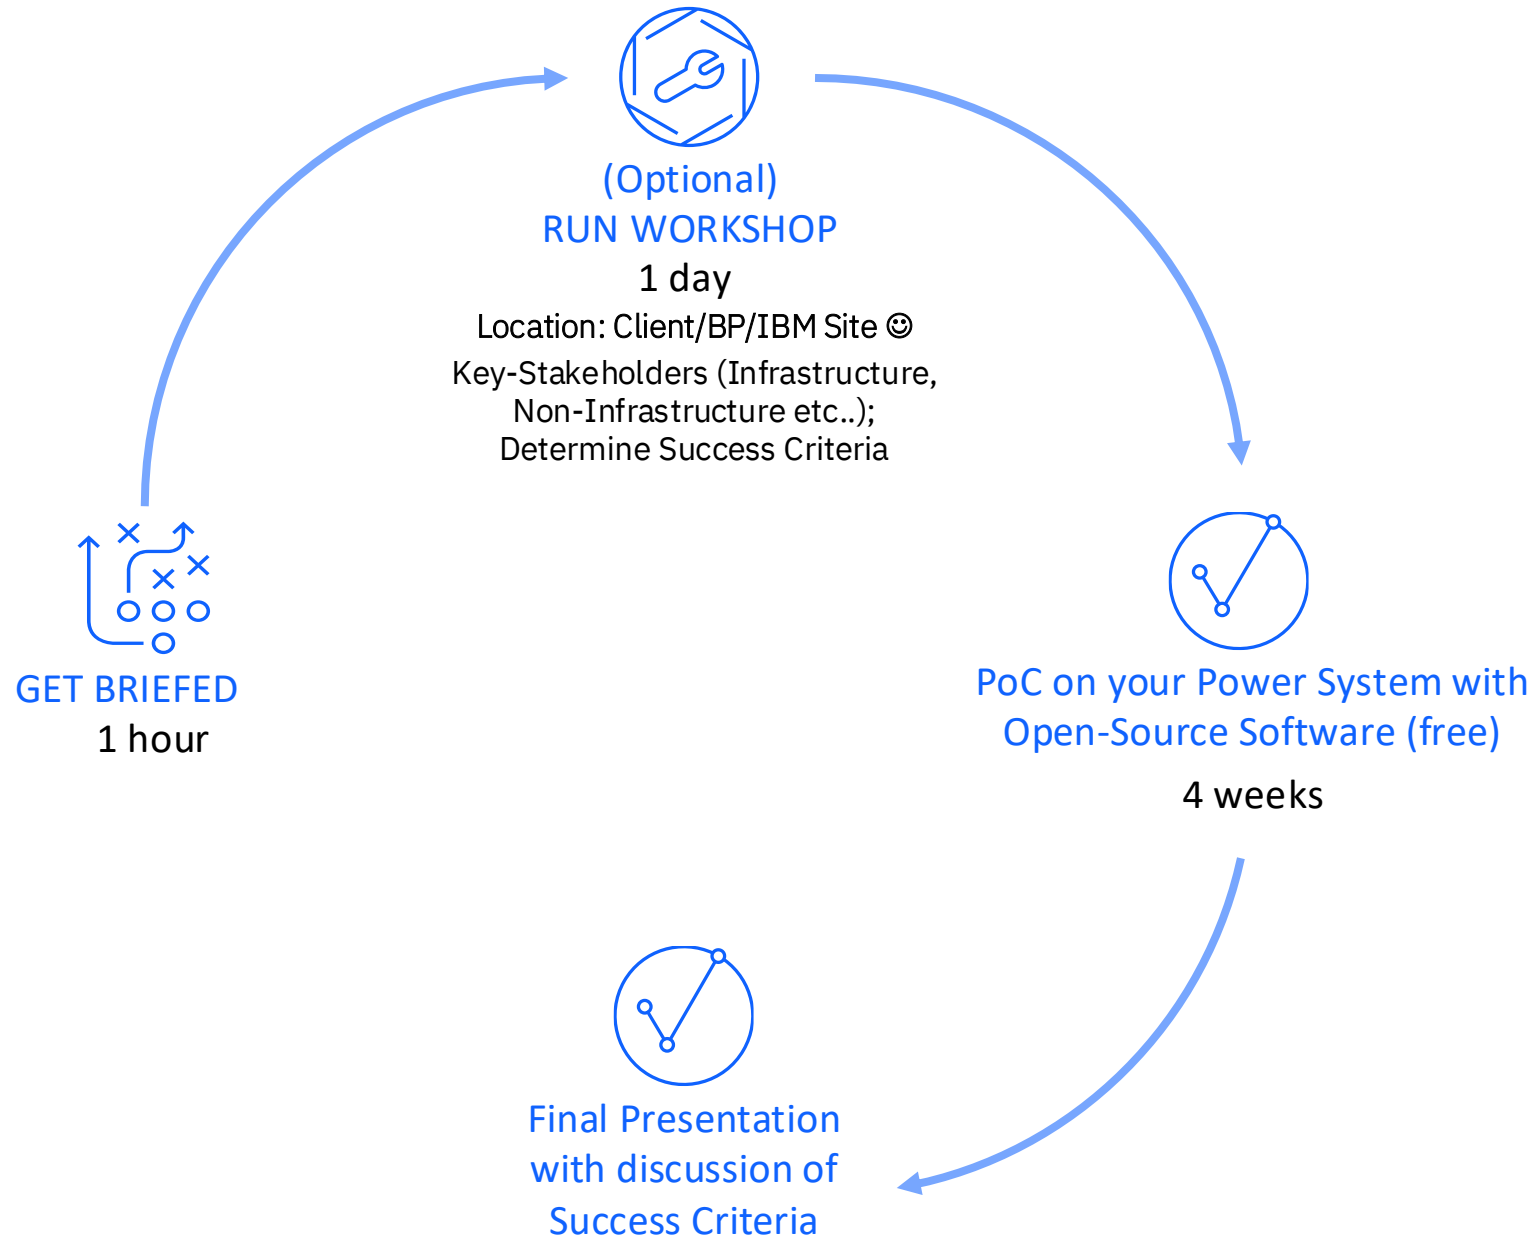 (Optional)
RUN WORKSHOP
1 day
Location: Client/BP/IBM Site ☺
Key-Stakeholders (Infrastructure,
Non-Infrastructure etc..);
Determine Success Criteria
GET BRIEFED
1 hour
PoC on your Power System with
Open-Source Software (free)
4 weeks
Final Presentation
with discussion of
Success Criteria